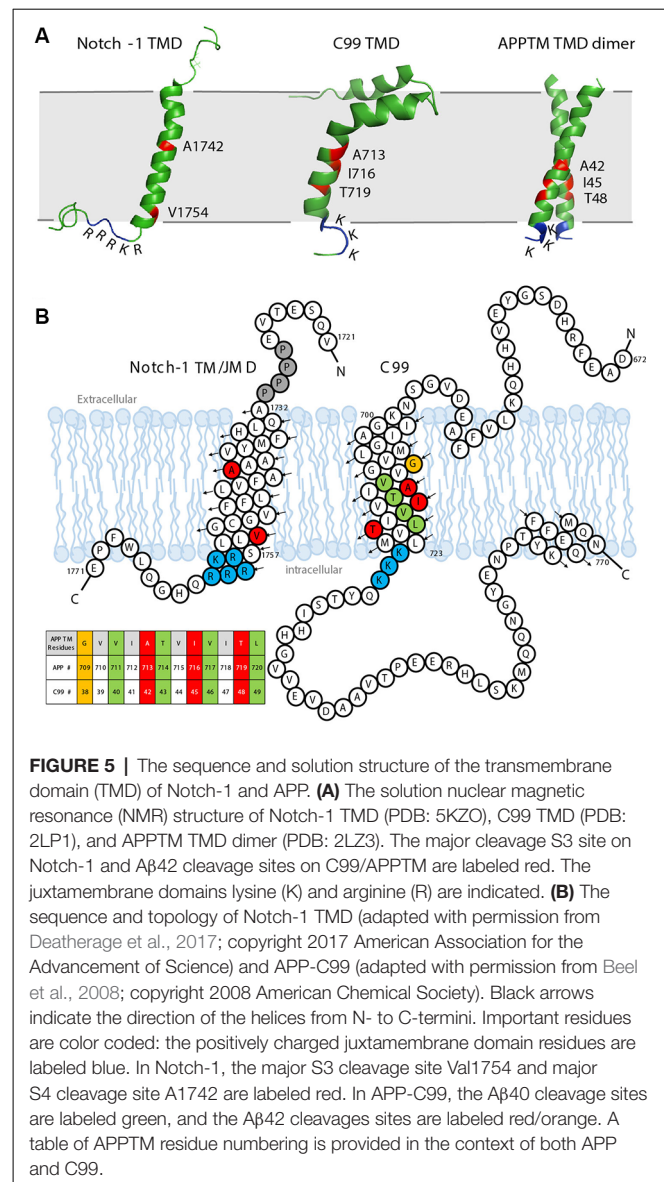 A
Notch -1 TMD
C99 TMD
APPTM TMD dimer
A1742
V1754
R R R K R
A713
I716
T719
K
K
K
A42
I45
T48
K
K
K
B
Notch-1 TM/JMD
C99
Extracellular
intracellular
V T E S Q V
1721
N
E P P P P
A
1732
H L Q
V Y M F
A A A
L V F A
F F L
G C G V
L L V
K R S
1757
R R R
Q H G Q L W F P E
1771
C
N
672
D A E F R H D S G Y E V H H Q K L V F F A E D V G S N K
G A I I
700
L G V M
G V G
V A
I T I
V V
I L
T V
M L
723
K
K
K
Q Y T S I H H G V V E V D A A V T P E E R H L S K M Q Q N G Y E N P T Y
F F M
E Q N
K Q
770
C
APP TM Residues G V V I A T V I V I T L
APP # 709 710 711 712 713 714 715 716 717 718 719 720
C99 # 38 39 40 41 42 43 44 45 46 47 48 49
FIGURE 5 | The sequence and solution structure of the transmembrane
domain (TMD) of Notch-1 and APP. (A) The solution nuclear magnetic
resonance (NMR) structure of Notch-1 TMD (PDB: 5KZO), C99 TMD (PDB:
2LP1), and APPTM TMD dimer (PDB: 2LZ3). The major cleavage S3 site on
Notch-1 and Aβ42 cleavage sites on C99/APPTM are labeled red. The
juxtamembrane domains lysine (K) and arginine (R) are indicated. (B) The
sequence and topology of Notch-1 TMD (adapted with permission from
Deatherage et al., 2017; copyright 2017 American Association for the
Advancement of Science) and APP-C99 (adapted with permission from Beel
et al., 2008; copyright 2008 American Chemical Society). Black arrows
indicate the direction of the helices from N- to C-termini. Important residues
are color coded: the positively charged juxtamembrane domain residues are
labeled blue. In Notch-1, the major S3 cleavage site Val1754 and major
S4 cleavage site A1742 are labeled red. In APP-C99, the Aβ40 cleavage sites
are labeled green, and the Aβ42 cleavages sites are labeled red/orange. A
table of APPTM residue numbering is provided in the context of both APP
and C99.